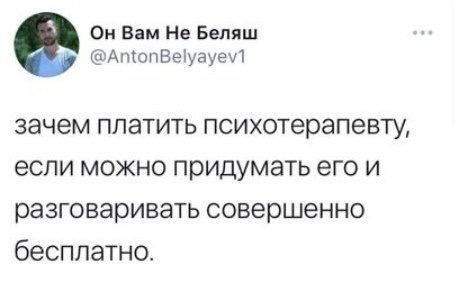 Он Вам Не Беляш
@AntonBelyayev1
зачем платить психотерапевту,
если можно придумать его и
разговаривать совершенно
бесплатно.